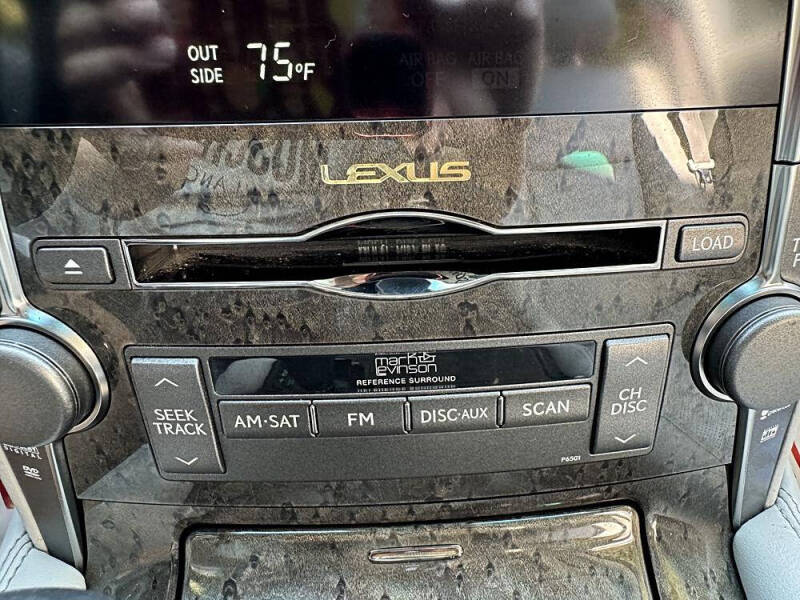 OUT
SIDE
75°F
AIR BAG
OFF
AIR BAG
ON
LEXUS
LOAD
mark
Levinson
REFERENCE SURROUND
SEEK
TRACK
AM·SAT
FM
DISC·AUX
SCAN
CH
DISC
P6501
DIGITAL
DVD